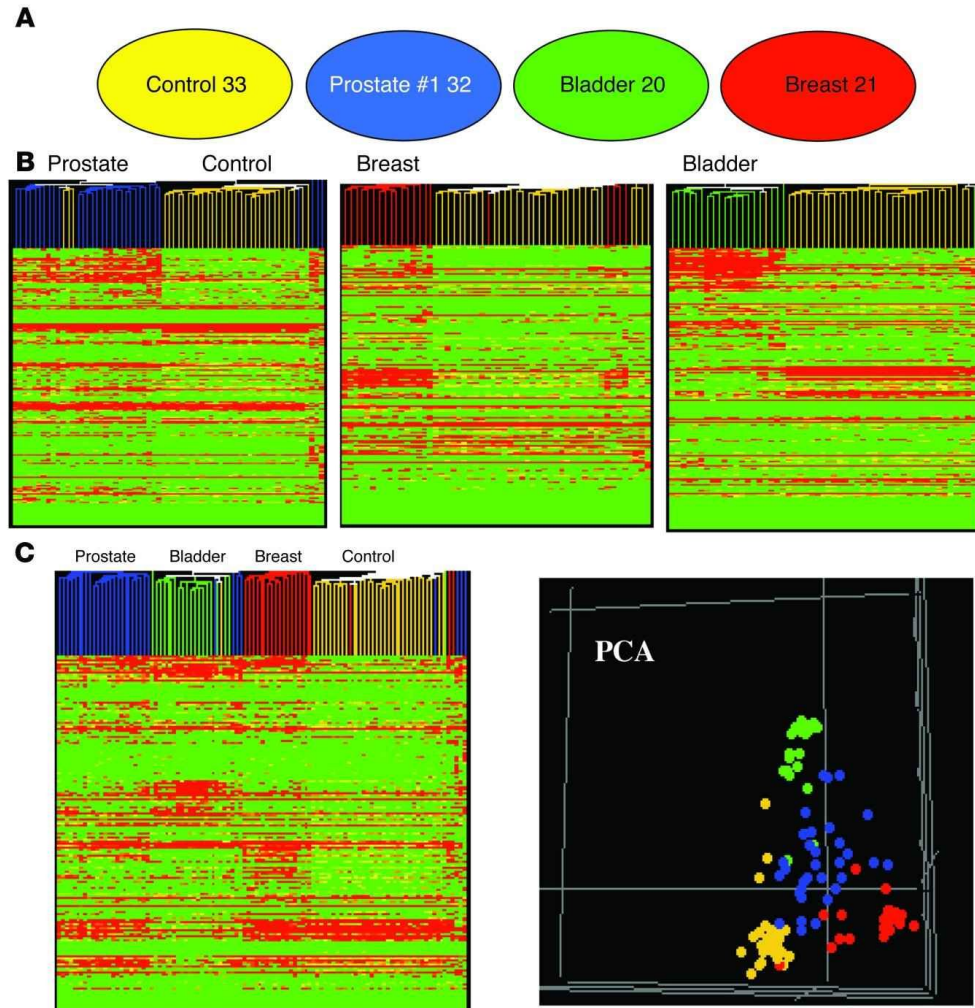 A
Control 33
Prostate #1 32
Bladder 20
Breast 21
B
Prostate Control
Breast
Bladder
C
Prostate Bladder Breast Control
PCA